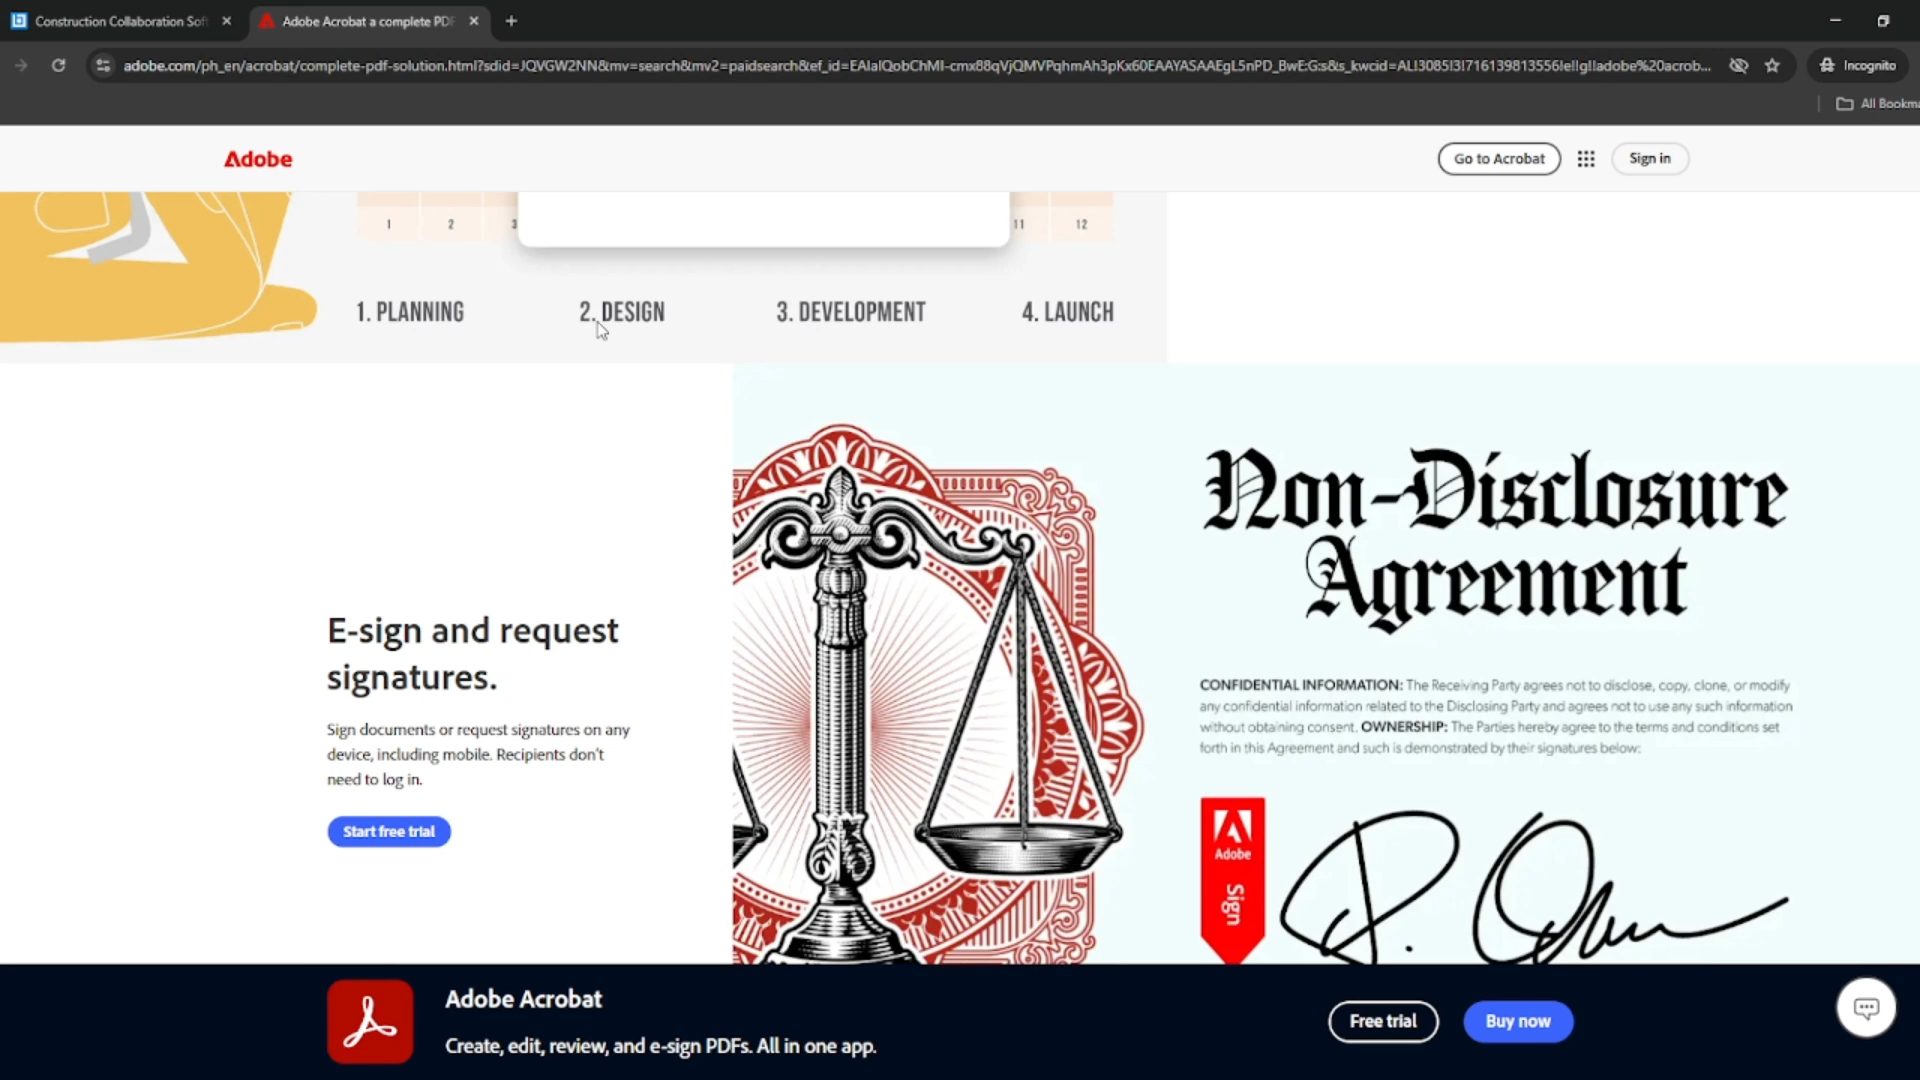 Construction Collaboration Sof
Adobe Acrobat a complete PDF
adobe.com/ph_en/acrobat/complete-pdf-solution.html?sdid=JQVGW2NN&mv=search&mv2=paidsearch&ef_id=EAIaIQobChMI-cmx88qVjQMVPqhmAh3pKx60EAAYASAAEgL5nPD_BwE:G:s&s_kwcid=AL!3085!3!716139813556!e!!g!!adobe%20acrob...
Incognito
All Bookma
Adobe
Go to Acrobat
Sign in
1 2 3 11 12
1. PLANNING
2. DESIGN
3. DEVELOPMENT
4. LAUNCH
Non-Disclosure
Agreement
E-sign and request
signatures.
Sign documents or request signatures on any
device, including mobile. Recipients don't
need to log in.
Start free trial
CONFIDENTIAL INFORMATION: The Receiving Party agrees not to disclose, copy, clone, or modify
any confidential information related to the Disclosing Party and agrees not to use any such information
without obtaining consent. OWNERSHIP: The Parties hereby agree to the terms and conditions set
forth in this Agreement and such is demonstrated by their signatures below:
Adobe
Sign
Adobe Acrobat
Create, edit, review, and e-sign PDFs. All in one app.
Free trial
Buy now